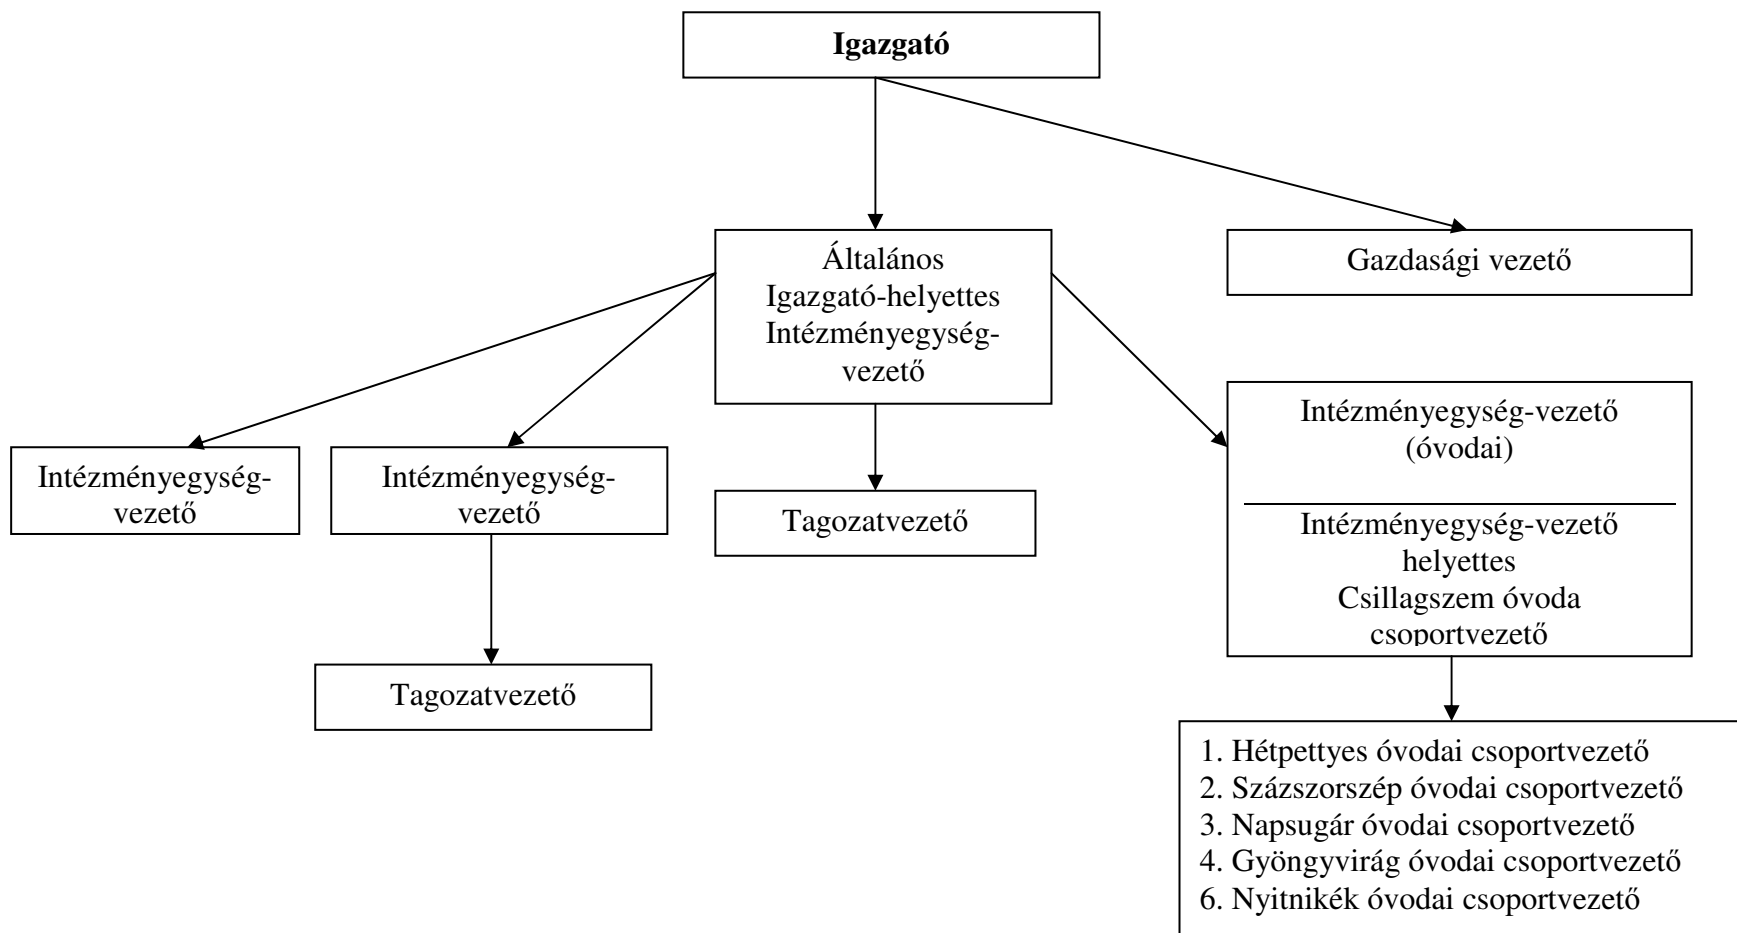 Igazgató
Általános
Igazgató-helyettes
Intézményegység-
vezető
Gazdasági vezető
Intézményegység-
vezető
Intézményegység-
vezető
Tagozatvezető
Intézményegység-vezető
(óvodai)
Intézményegység-vezető
helyettes
Csillagszem óvoda
csoportvezető
Tagozatvezető
1. Hétpettyes óvodai csoportvezető
2. Százszorszép óvodai csoportvezető
3. Napsugár óvodai csoportvezető
4. Gyöngyvirág óvodai csoportvezető
6. Nyitnikék óvodai csoportvezető